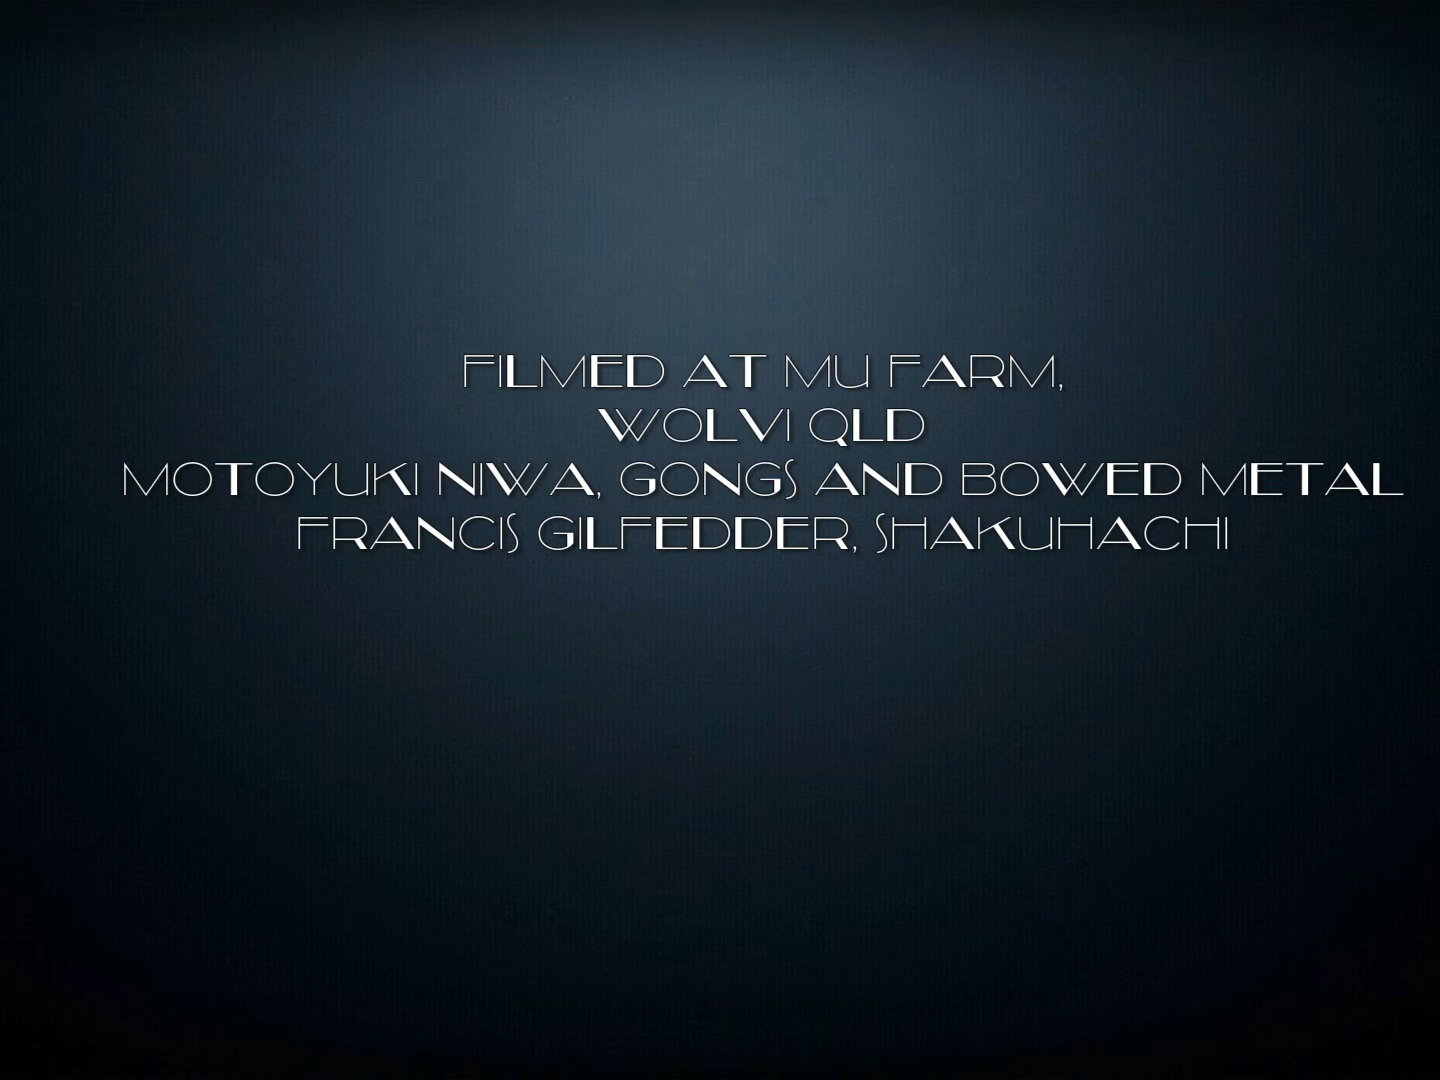 FILMED AT MU FARM,
WOLVI QLD
MOTOYUKI NIWA, GONGS AND BOWED METAL
FRANCIS GILFEDDER, SHAKUHACHI